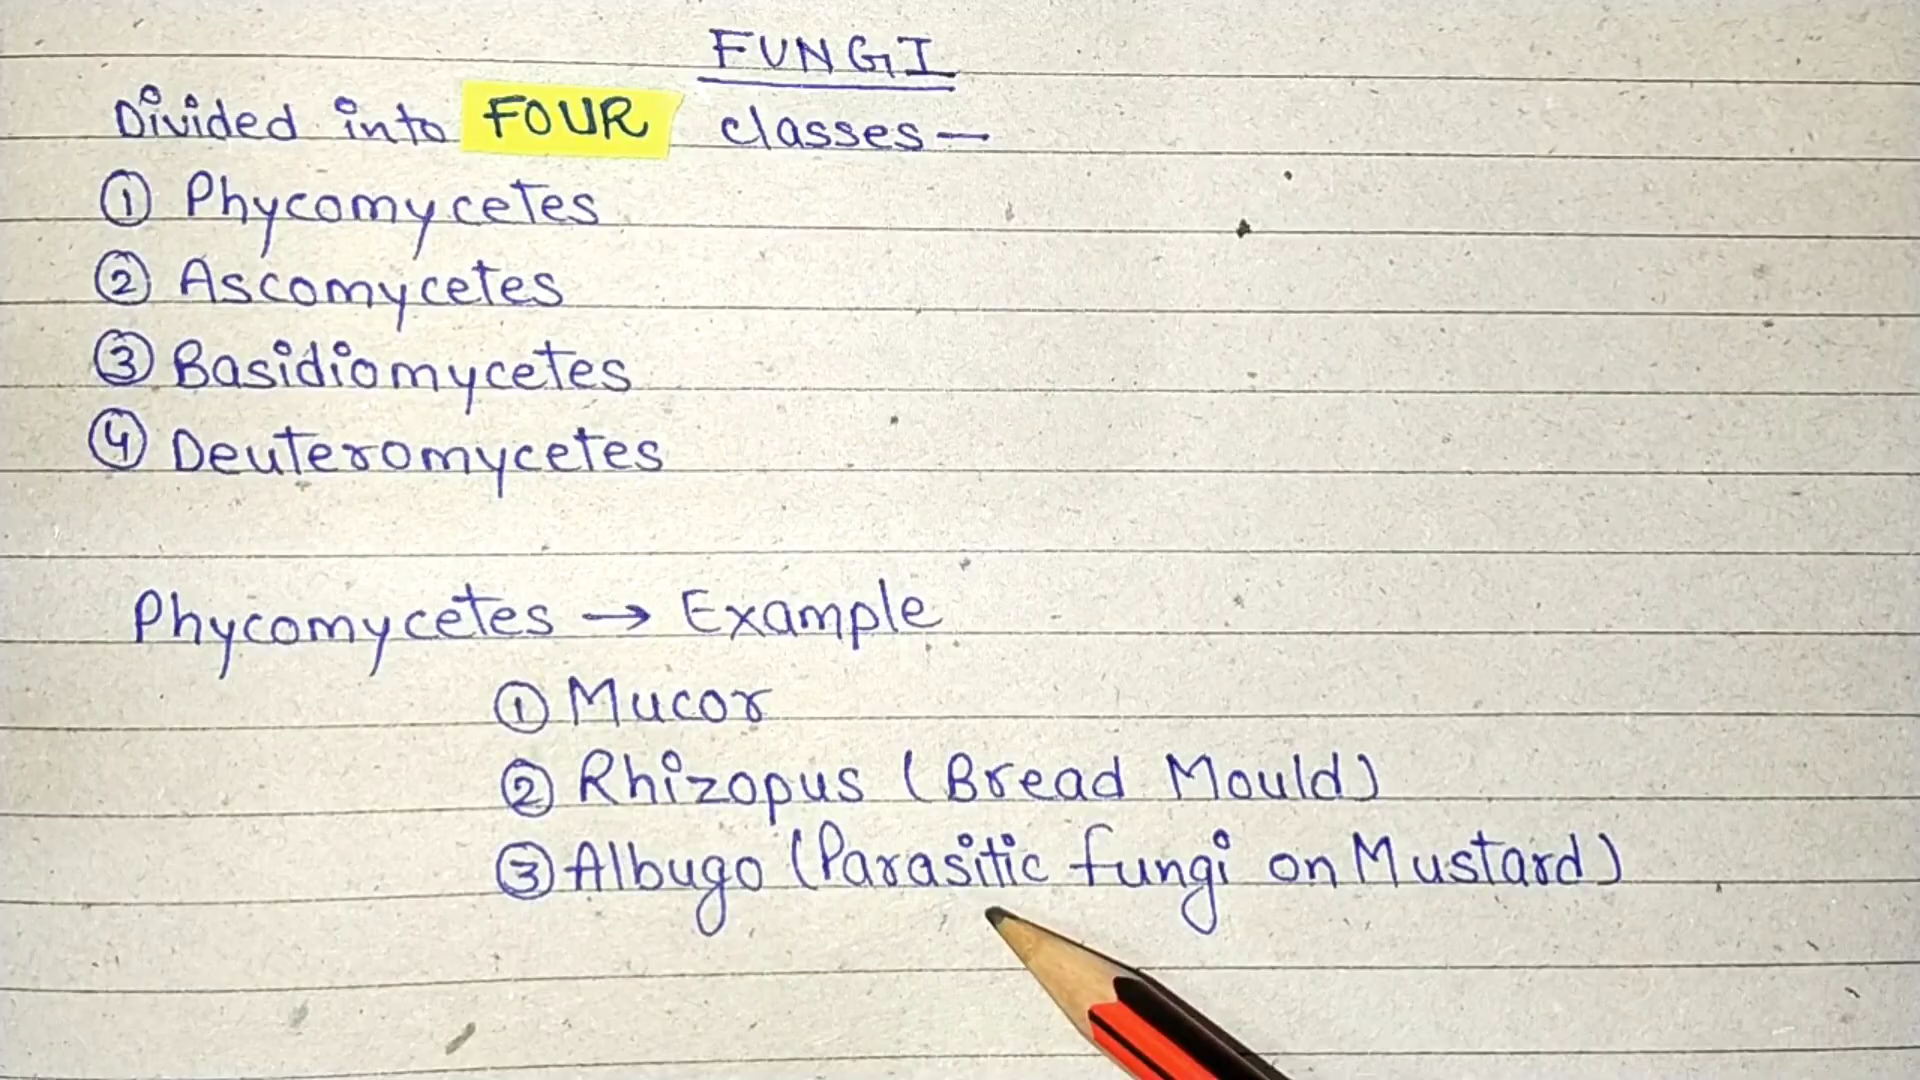 FUNGI
Divided into FOUR classes—
① Phycomycetes
② Ascomycetes
③ Basidiomycetes
④ Deuteromycetes
Phycomycetes → Example
① Mucor
② Rhizopus (Bread Mould)
③ Albugo (Parasitic fungi on Mustard)